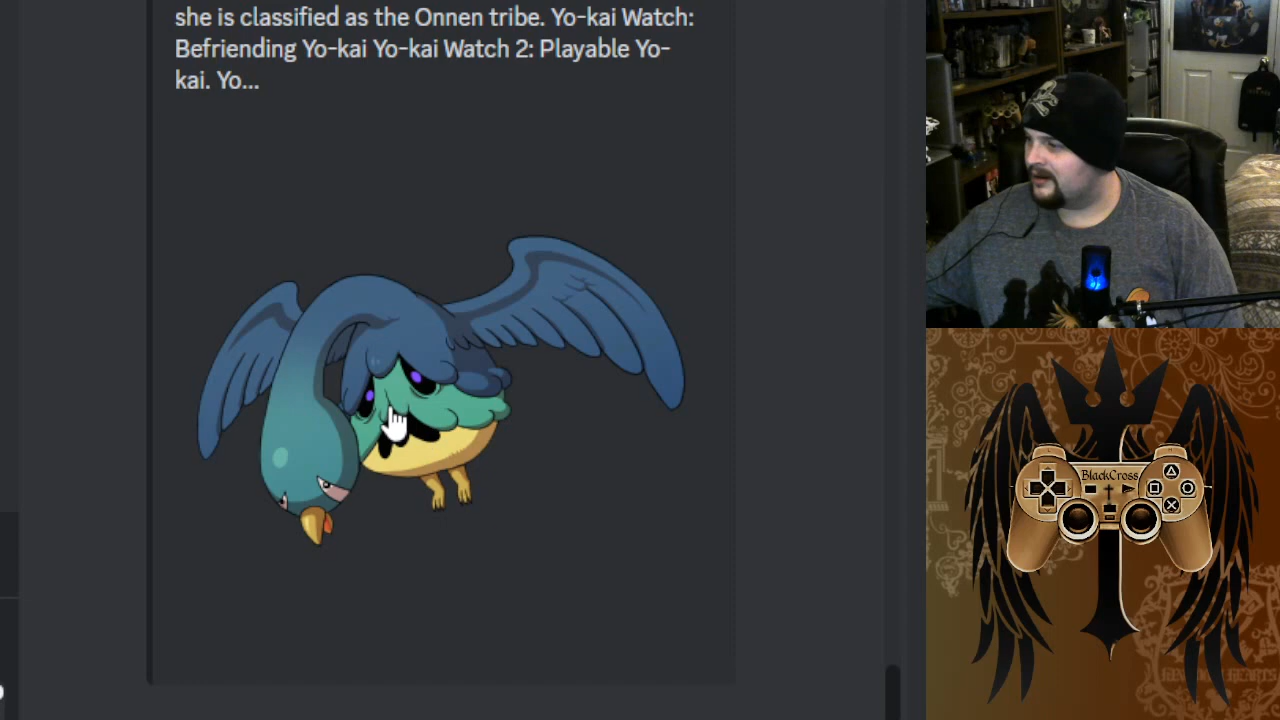 she is classified as the Onnen tribe. Yo-kai Watch:
Befriending Yo-kai Yo-kai Watch 2: Playable Yo-
kai. Yo...
BlackCross